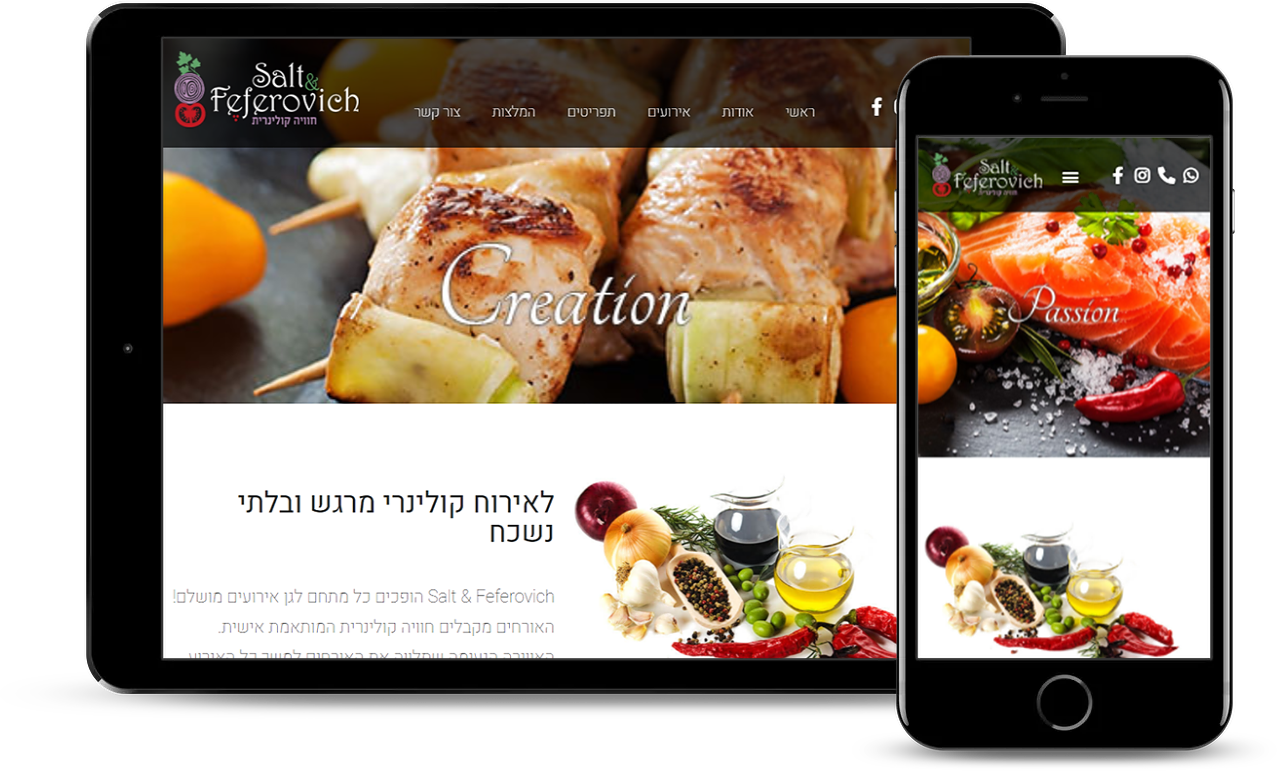 Salt &
Feferovich
חוויה קולינרית
ראשי אודות אירועים תפריטים המלצות צור קשר
Creation
לאירוח קולינרי מרגש ובלתי
נשכח
Salt & Feferovich הופכים כל מתחם לגן אירועים מושלם!
האורחים מקבלים חוויה קולינרית המותאמת אישית.
Salt &
Feferovich
חוויה קולינרית
Passion